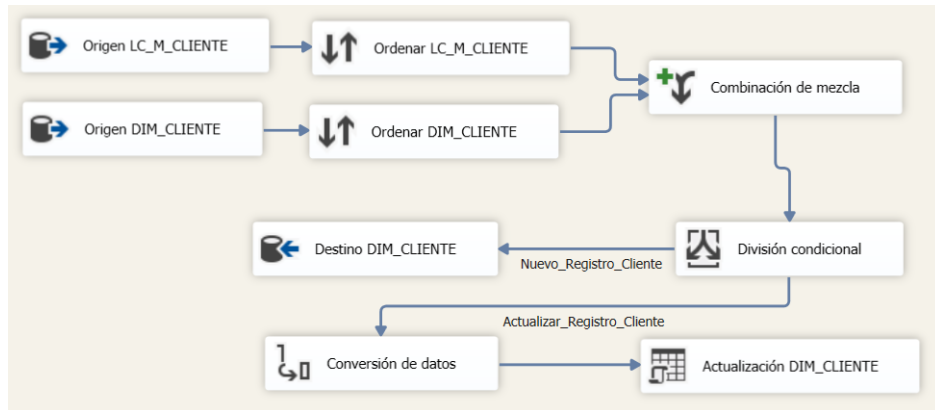 Origen LC_M_CLIENTE
Ordenar LC_M_CLIENTE
Combinación de mezcla
Origen DIM_CLIENTE
Ordenar DIM_CLIENTE
Destino DIM_CLIENTE
Nuevo_Registro_Cliente
División condicional
Actualizar_Registro_Cliente
Conversión de datos
Actualización DIM_CLIENTE